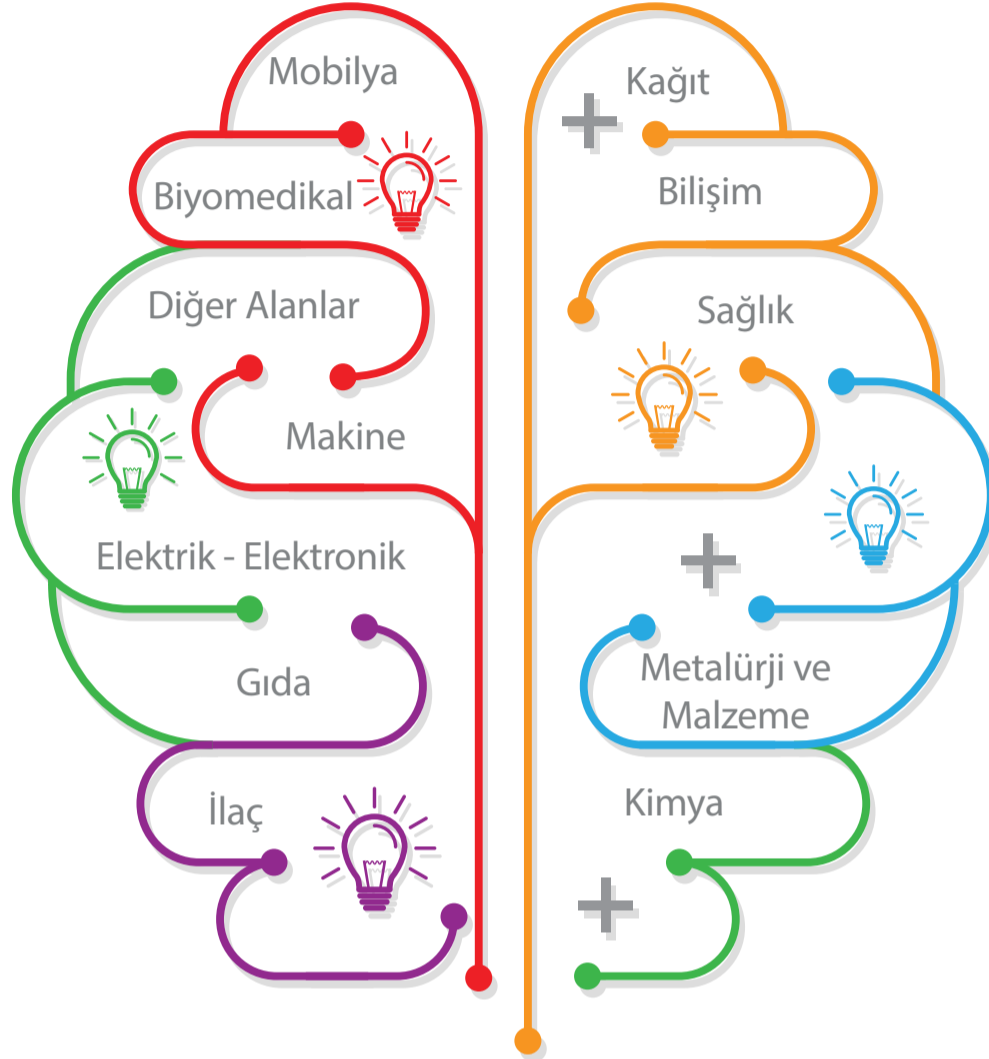 Mobilya
Biyomedikal
Diğer Alanlar
Makine
Elektrik - Elektronik
Gıda
İlaç
Kağıt
Bilişim
Sağlık
Metalürji ve
Malzeme
Kimya